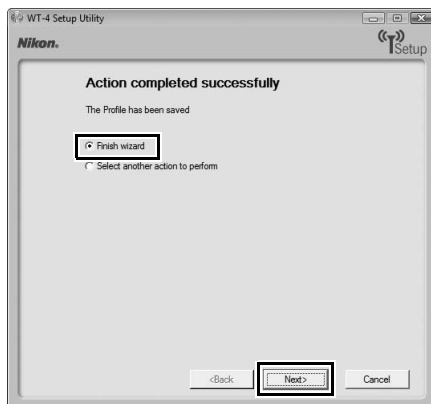 WT-4 Setup Utility
Nikon.
Setup
Action completed successfully
The Profile has been saved
Finish wizard
Select another action to perform
<Back Next> Cancel